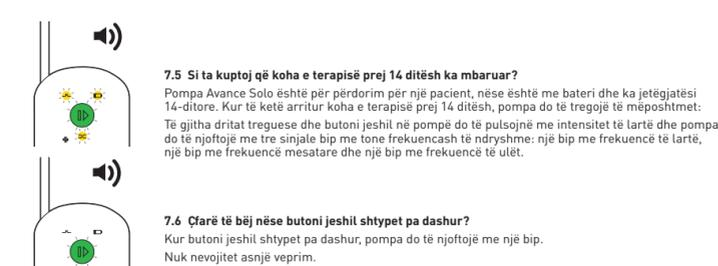 7.5 Si ta kuptoj që koha e terapisë prej 14 ditësh ka mbaruar?
Pompa Avance Solo është për përdorim për një pacient, nëse është me bateri dhe ka jetëgjatësi
14-ditore. Kur të ketë arritur koha e terapisë prej 14 ditësh, pompa do të tregojë të mëposhtmet:
Të gjitha dritat treguese dhe butoni jeshil në pompë do të pulsojnë me intensitet të lartë dhe pompa
do të njoftojë me tre sinjale bip me tone frekuencash të ndryshme: një bip me frekuencë të lartë,
një bip me frekuencë mesatare dhe një bip me frekuencë të ulët.
7.6 Çfarë të bëj nëse butoni jeshil shtypet pa dashur?
Kur butoni jeshil shtypet pa dashur, pompa do të njoftojë me një bip.
Nuk nevojitet asnjë veprim.